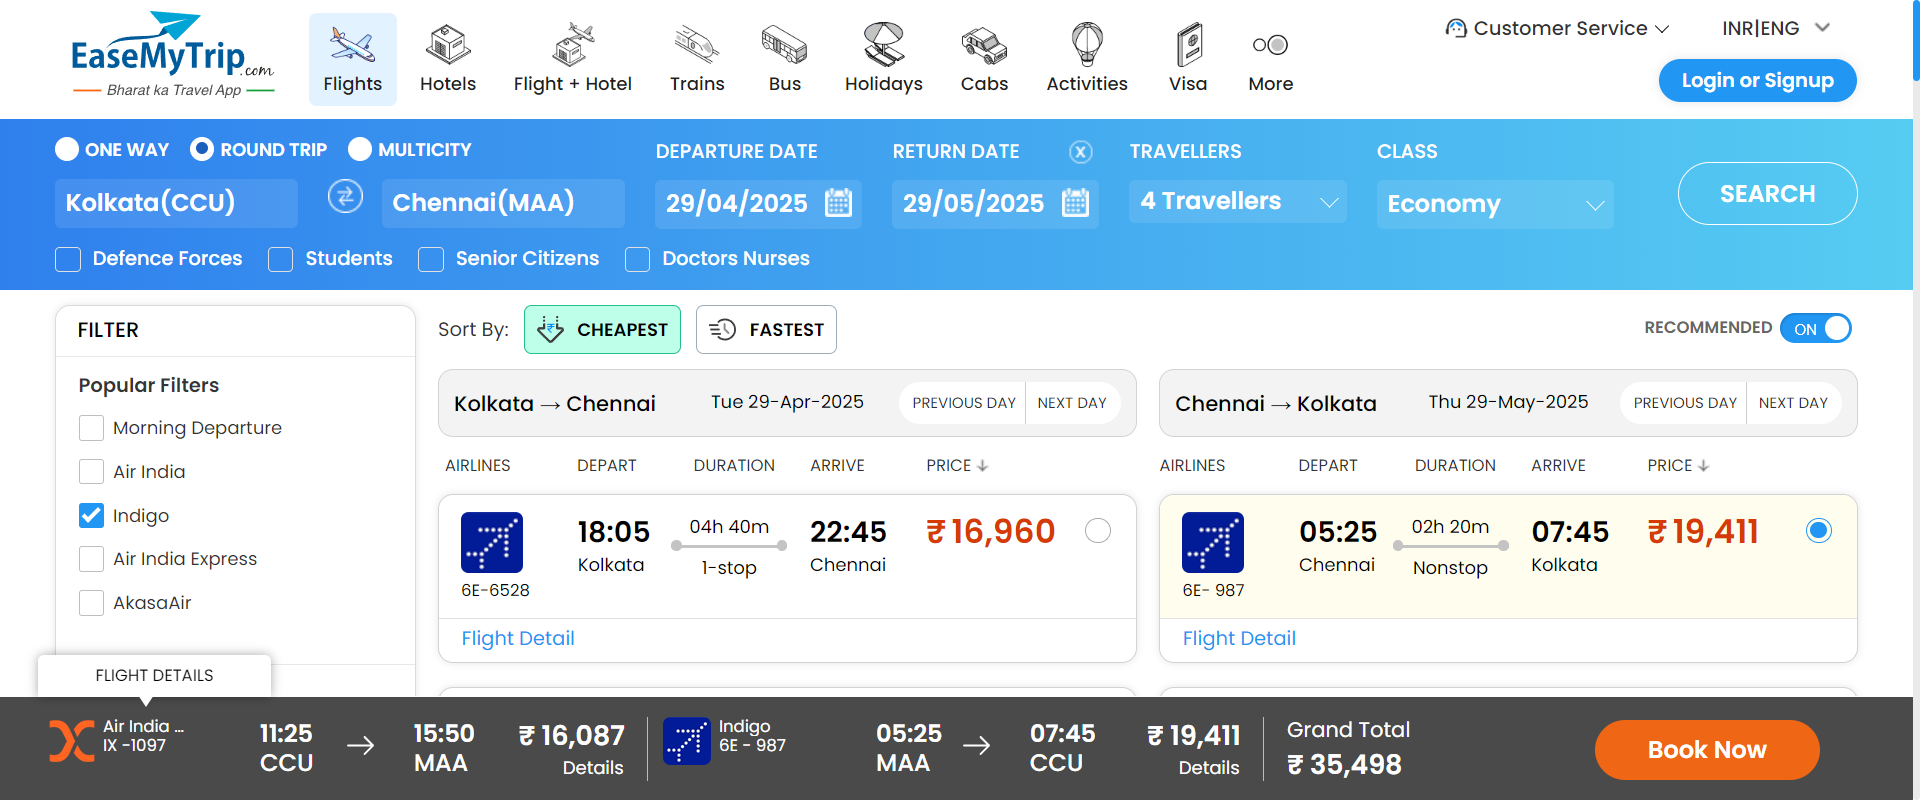 EaseMyTrip.com
Bharat ka Travel App
Flights
Hotels
Flight + Hotel
Trains
Bus
Holidays
Cabs
Activities
Visa
More
Customer Service
INR|ENG
Login or Signup
ONE WAY
ROUND TRIP
MULTICITY
DEPARTURE DATE
RETURN DATE
TRAVELLERS
CLASS
Kolkata(CCU)
Chennai(MAA)
29/04/2025
29/05/2025
4 Travellers
Economy
SEARCH
Defence Forces
Students
Senior Citizens
Doctors Nurses
FILTER
Popular Filters
Morning Departure
Air India
Indigo
Air India Express
AkasaAir
Sort By:
CHEAPEST
FASTEST
RECOMMENDED
ON
Kolkata → Chennai
Tue 29-Apr-2025
PREVIOUS DAY
NEXT DAY
AIRLINES
DEPART
DURATION
ARRIVE
PRICE
6E-6528
18:05
Kolkata
04h 40m
1-stop
22:45
Chennai
₹ 16,960
Flight Detail
Chennai → Kolkata
Thu 29-May-2025
PREVIOUS DAY
NEXT DAY
AIRLINES
DEPART
DURATION
ARRIVE
PRICE
6E- 987
05:25
Chennai
02h 20m
Nonstop
07:45
Kolkata
₹ 19,411
Flight Detail
FLIGHT DETAILS
Air India ...
IX -1097
11:25
CCU
15:50
MAA
₹ 16,087
Details
Indigo
6E - 987
05:25
MAA
07:45
CCU
₹ 19,411
Details
Grand Total
₹ 35,498
Book Now